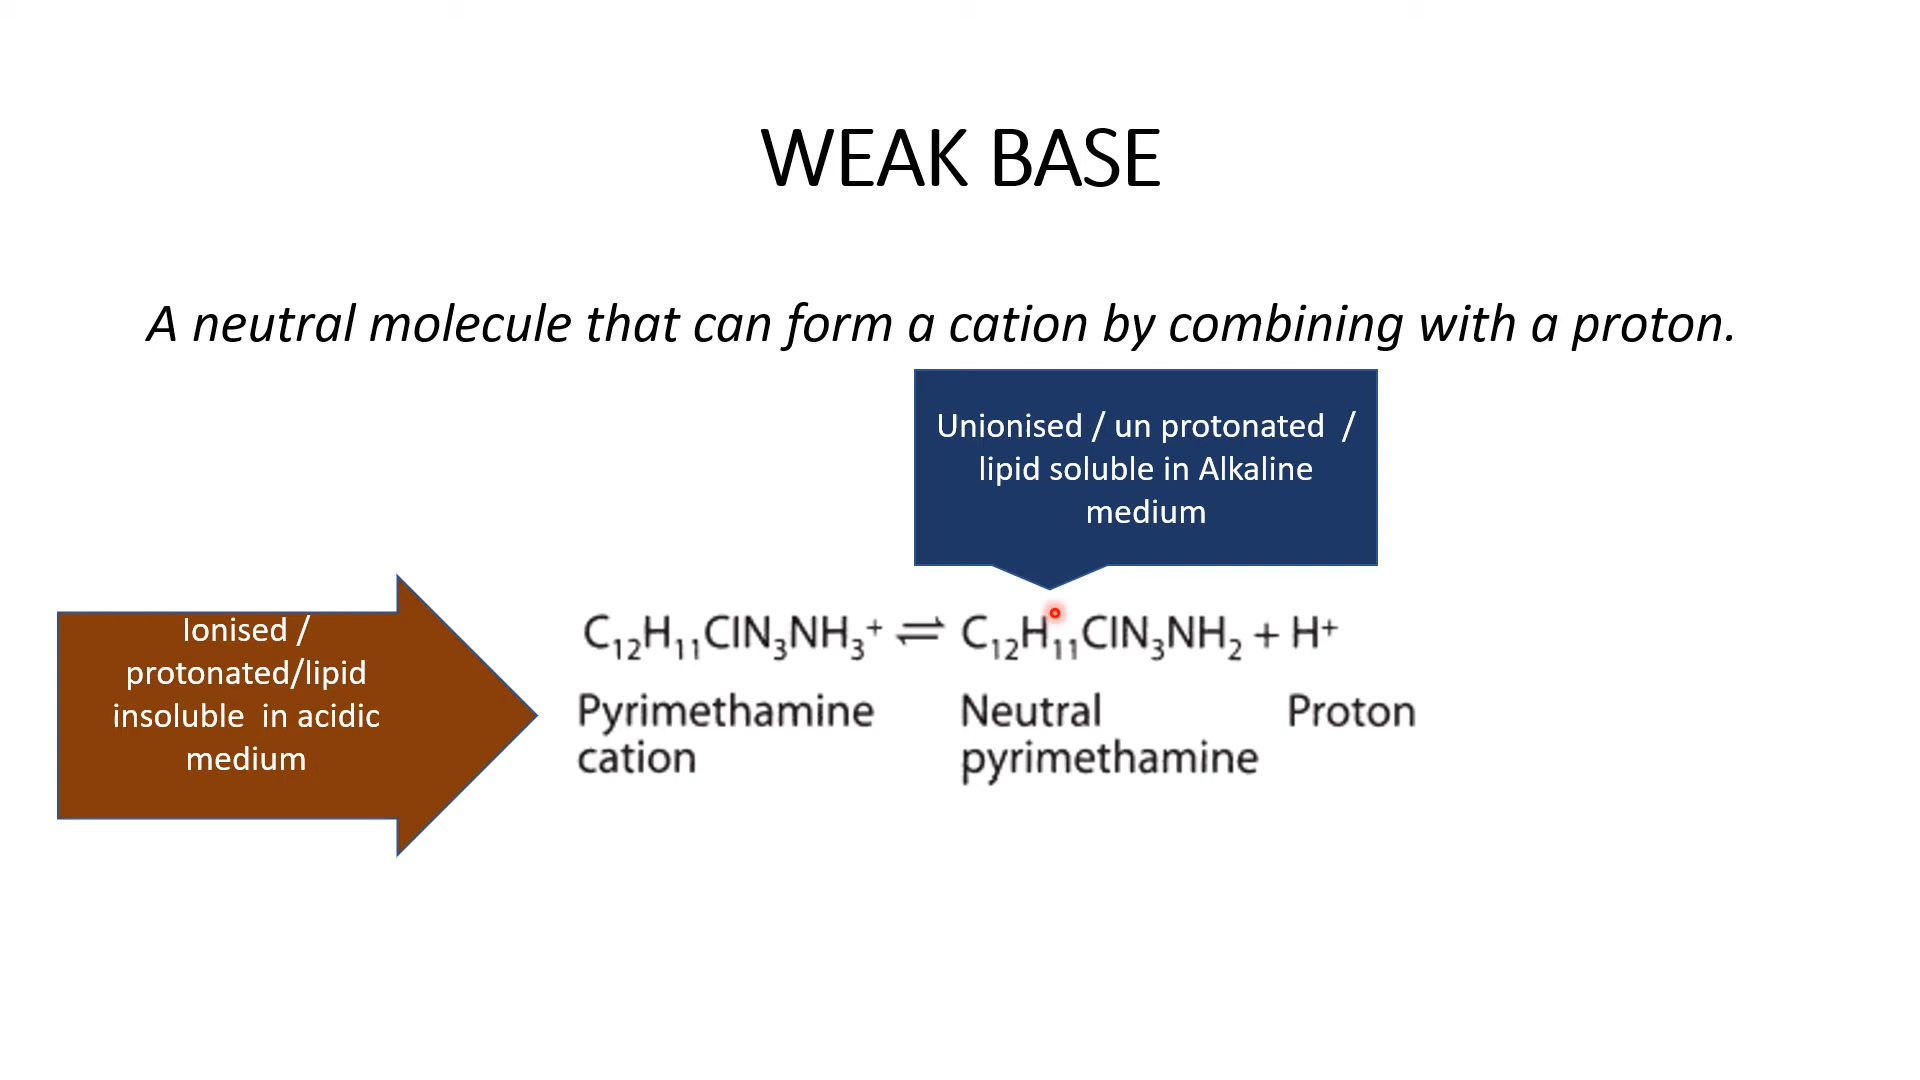 WEAK BASE
A neutral molecule that can form a cation by combining with a proton.
Unionised / un protonated /
lipid soluble in Alkaline
medium
Ionised /
protonated/lipid
insoluble in acidic
medium
C₁₂H₁₁ClN₃NH₃⁺ ⇌ C₁₂H₁₁ClN₃NH₂ + H⁺
Pyrimethamine cation
Neutral pyrimethamine
Proton